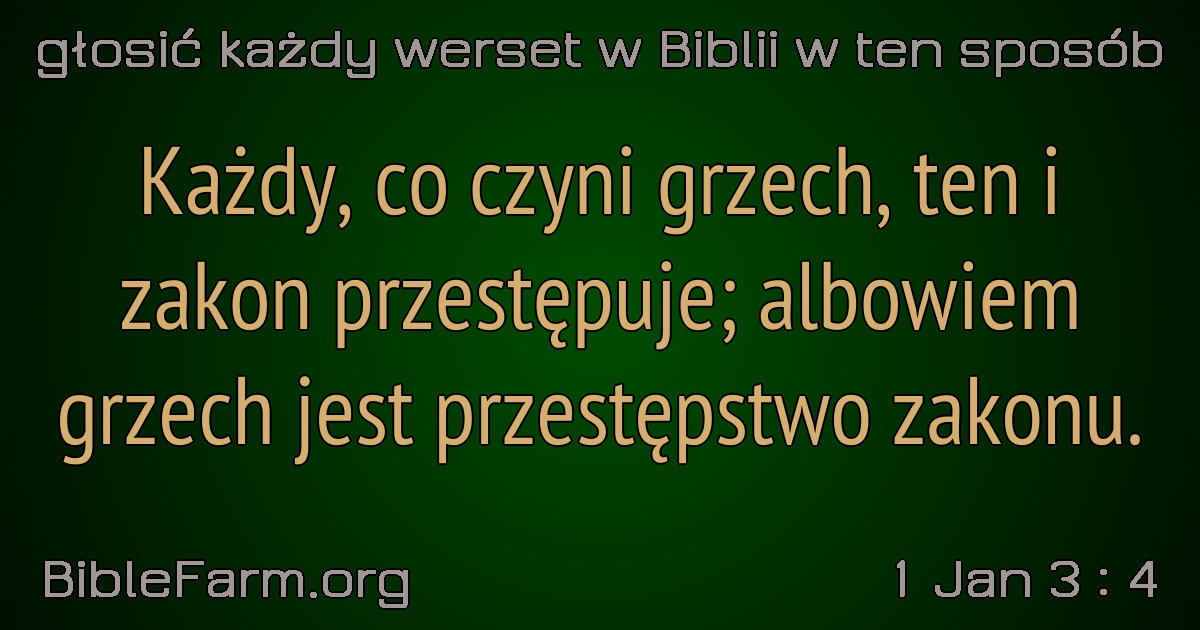 głosić każdy werset w Biblii w ten sposób
Każdy, co czyni grzech, ten i
zakon przestępuje; albowiem
grzech jest przestępstwo zakonu.
BibleFarm.org
1 Jan 3 : 4